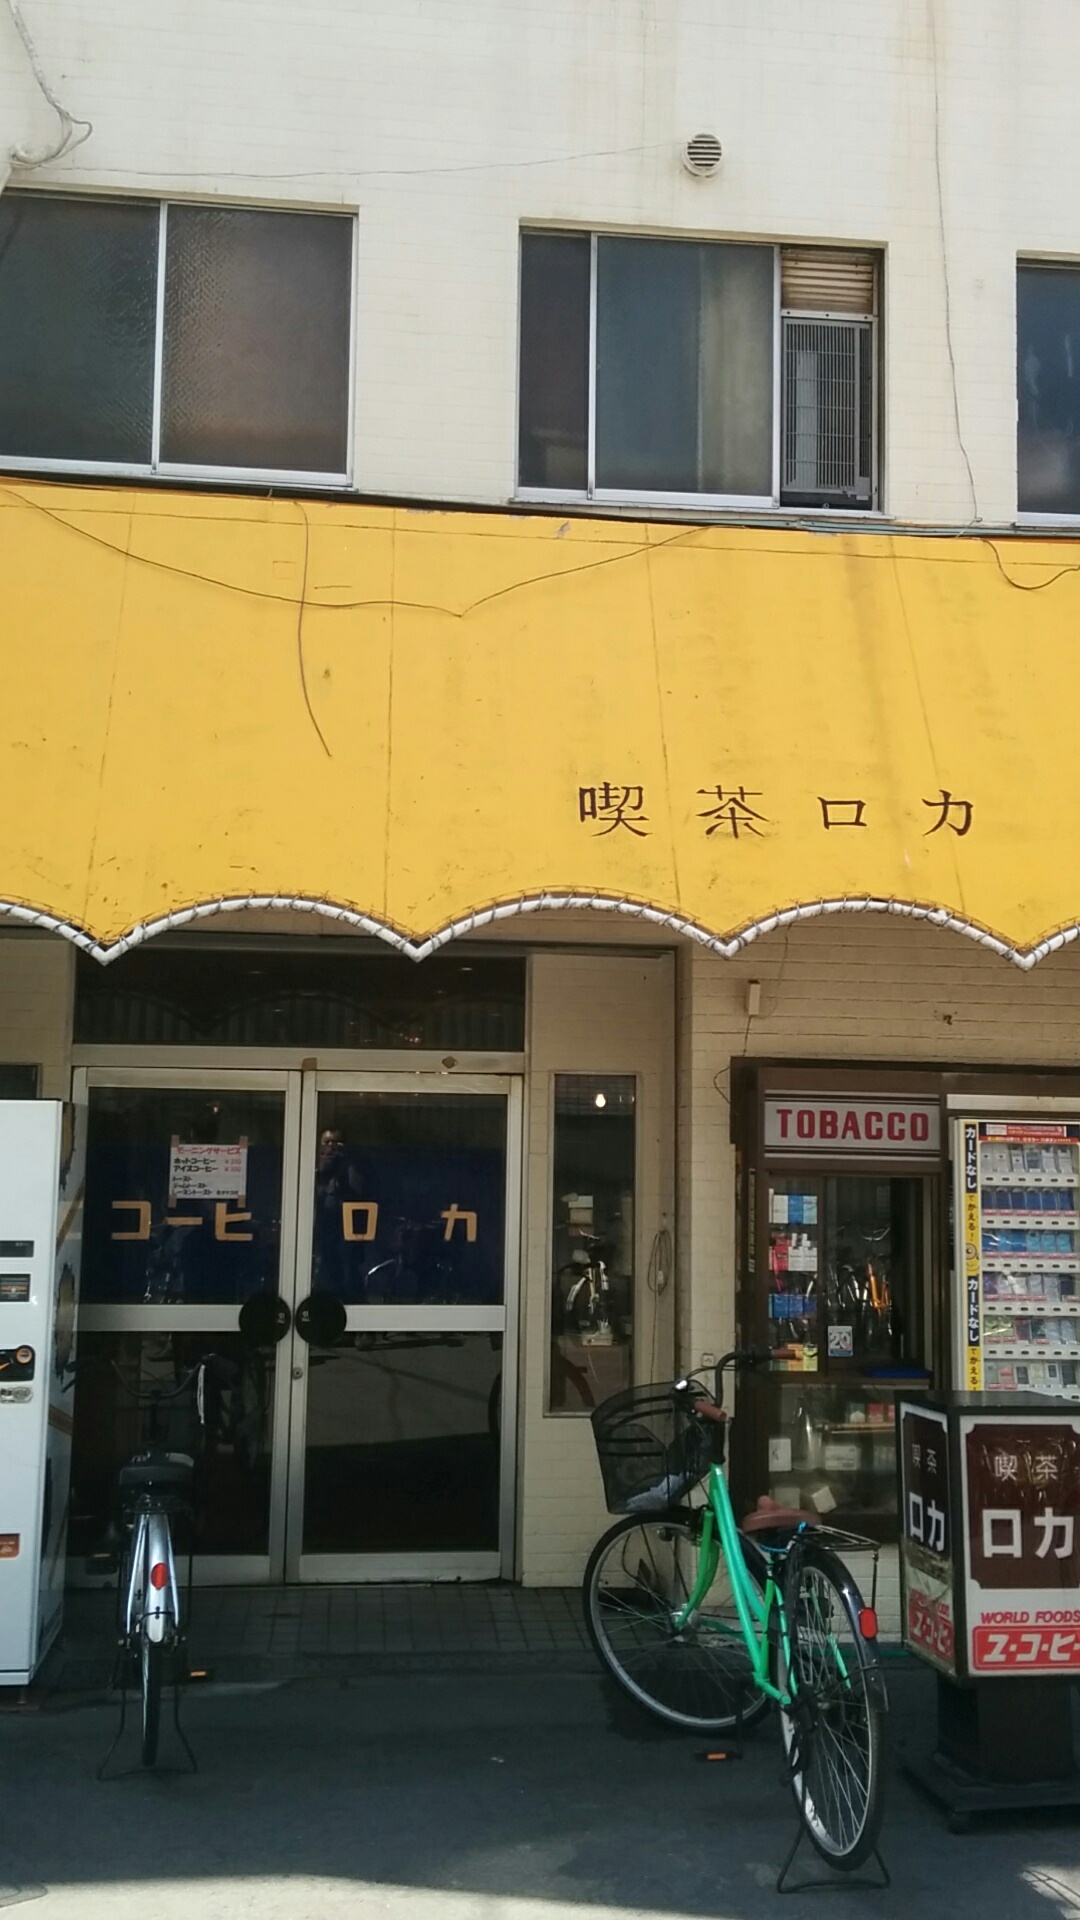 喫茶ロカ
TOBACCO
モーニングサービス
ホットコーヒー
アイスコーヒー
トースト
コーヒ ロカ
カードなし
でかえる!
カードなし
でかえる!
20
喫茶
ロカ
喫茶
ロカ
WORLD FOODS
ユ・コ・ヒ